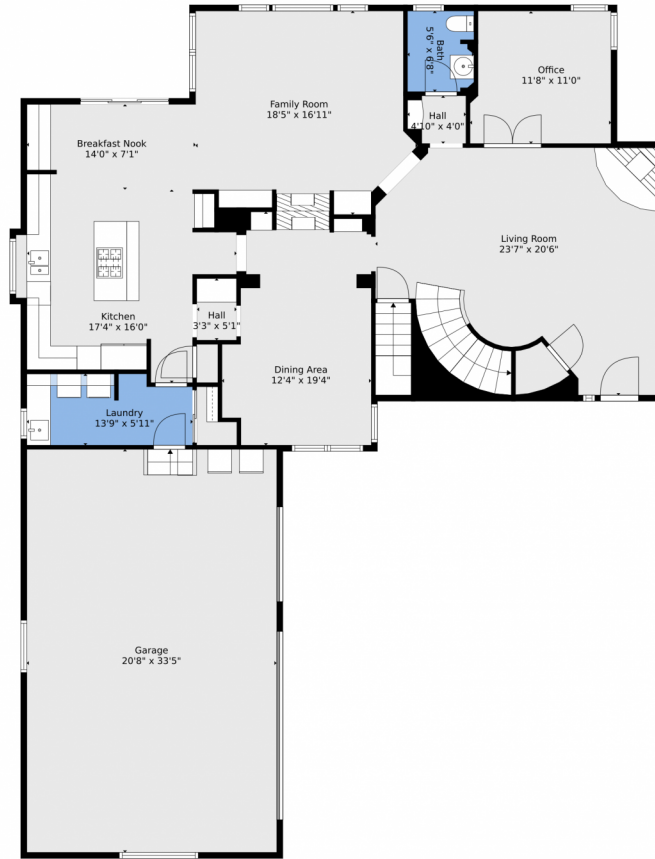 Bath
5'6" x 6'8"
Office
11'8" x 11'0"
Family Room
18'5" x 16'11"
Hall
4'10" x 4'0"
Breakfast Nook
14'0" x 7'1"
Living Room
23'7" x 20'6"
Kitchen
17'4" x 16'0"
Hall
3'3" x 5'1"
Dining Area
12'4" x 19'4"
Laundry
13'9" x 5'11"
Garage
20'8" x 33'5"